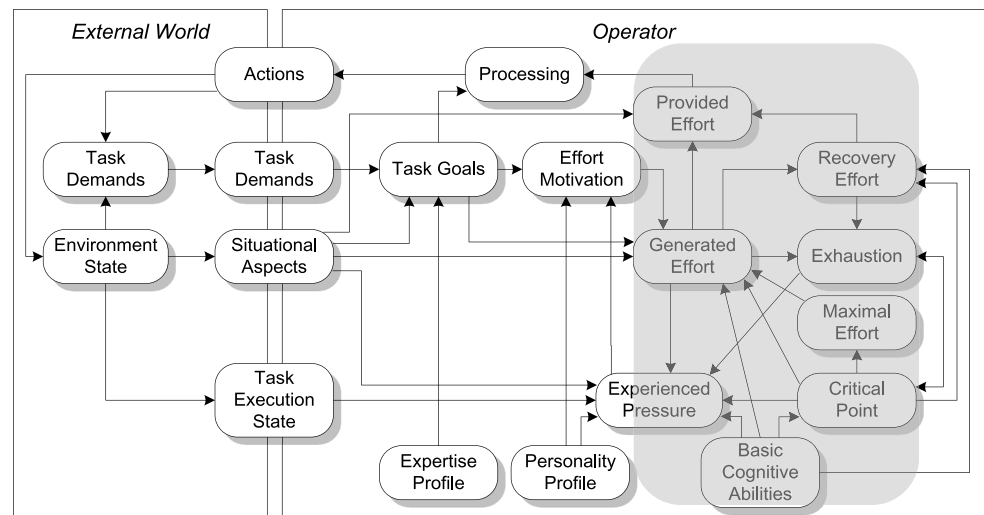 External World
Operator
Actions
Processing
Provided
Effort
Task
Demands
Task
Demands
Task Goals
Effort
Motivation
Recovery
Effort
Environment
State
Situational
Aspects
Generated
Effort
Exhaustion
Maximal
Effort
Task
Execution
State
Experienced
Pressure
Critical
Point
Expertise
Profile
Personality
Profile
Basic
Cognitive
Abilities